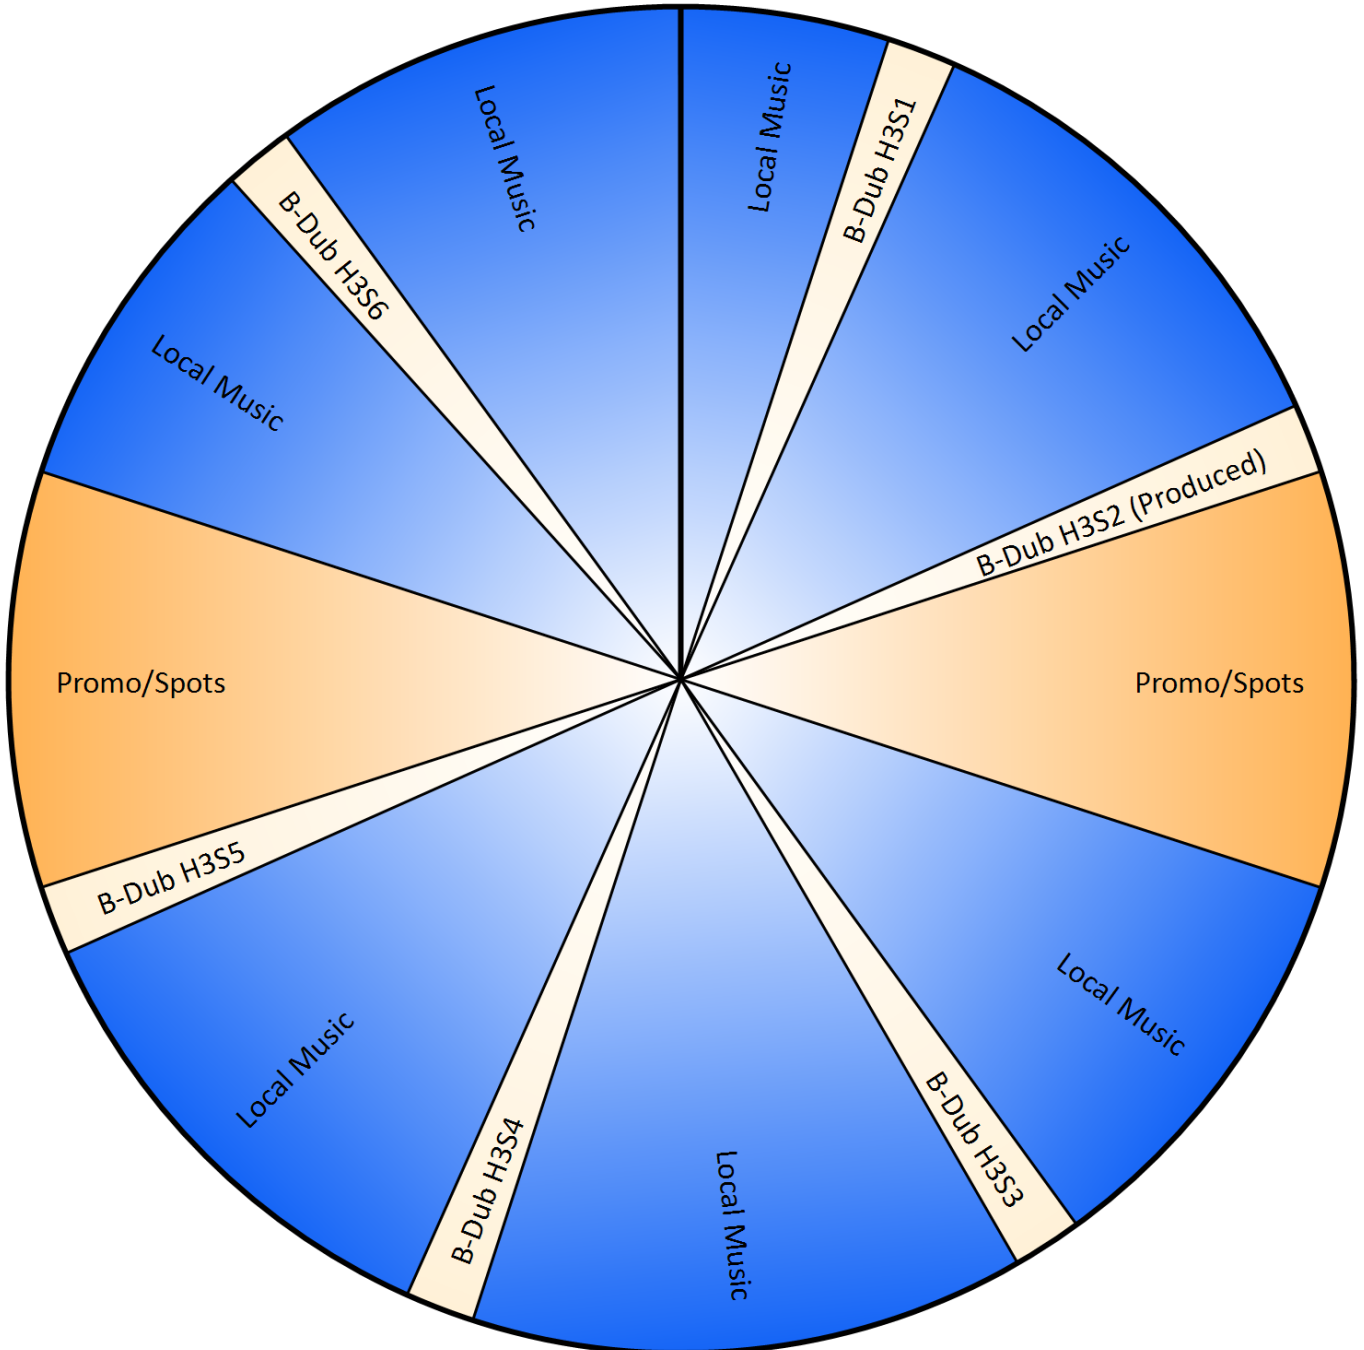 Local Music
B-Dub H3S1
Local Music
B-Dub H3S2 (Produced)
Promo/Spots
Local Music
B-Dub H3S3
Local Music
B-Dub H3S4
Local Music
B-Dub H3S5
Promo/Spots
Local Music
B-Dub H3S6
Local Music